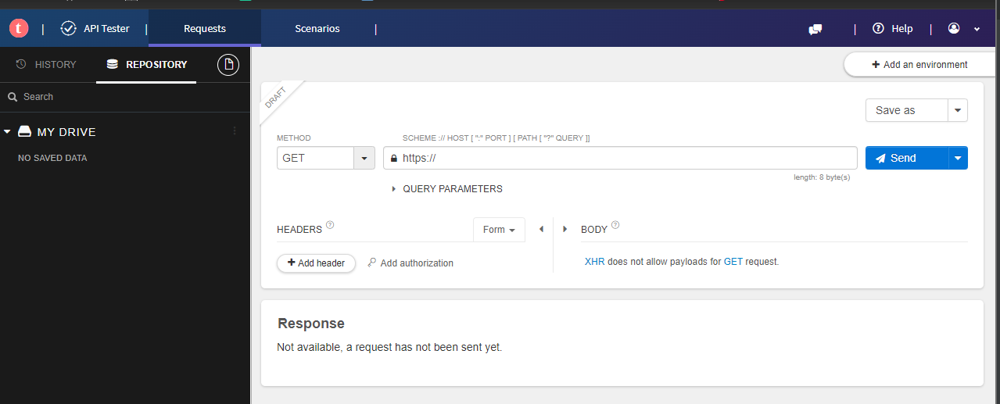 t | API Tester | Requests Scenarios | | Help |
HISTORY REPOSITORY
Add an environment
Search
DRAFT
Save as
MY DRIVE
METHOD SCHEME :// HOST [ ":" PORT ] [ PATH [ "?" QUERY ]]
NO SAVED DATA
GET https:// Send
length: 8 byte(s)
QUERY PARAMETERS
HEADERS ? Form BODY ?
Add header Add authorization XHR does not allow payloads for GET request.
Response
Not available, a request has not been sent yet.